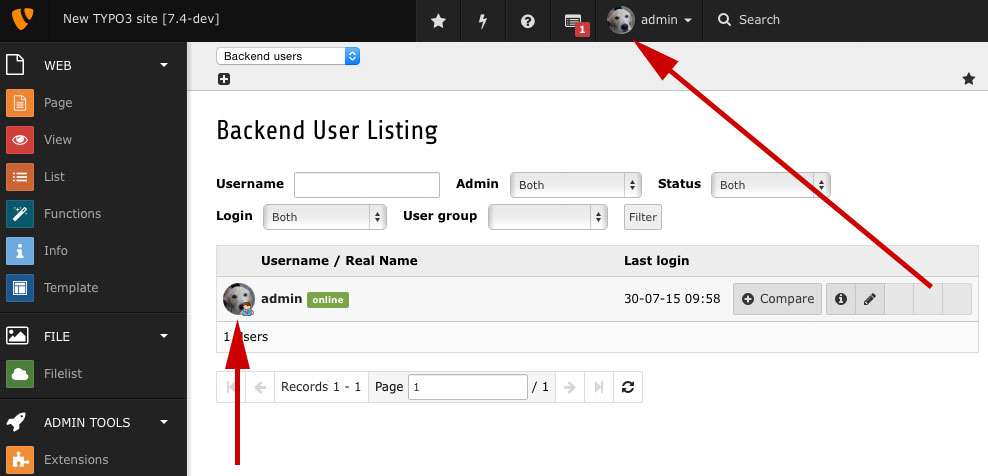 New TYPO3 site [7.4-dev]
1
admin
Search
WEB
Page
View
List
Functions
Info
Template
FILE
Filelist
ADMIN TOOLS
Extensions
Backend users
Backend User Listing
Username Admin Both Status Both
Login Both User group Filter
Username / Real Name Last login
admin online 30-07-15 09:58 Compare
1 Users
Records 1 - 1 Page 1 / 1